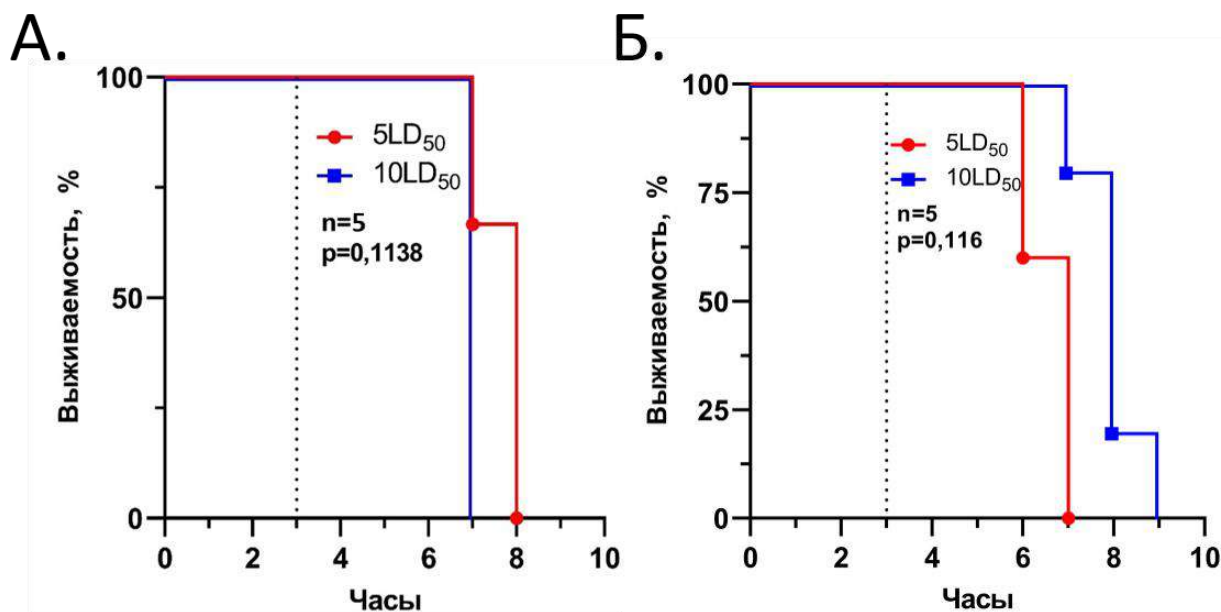 А.
100
50
0
Выживаемость, %
5LD₅₀
10LD₅₀
n=5
p=0,1138
0 2 4 6 8 10
Часы
Б.
100
75
50
25
0
Выживаемость, %
5LD₅₀
10LD₅₀
n=5
p=0,116
0 2 4 6 8 10
Часы